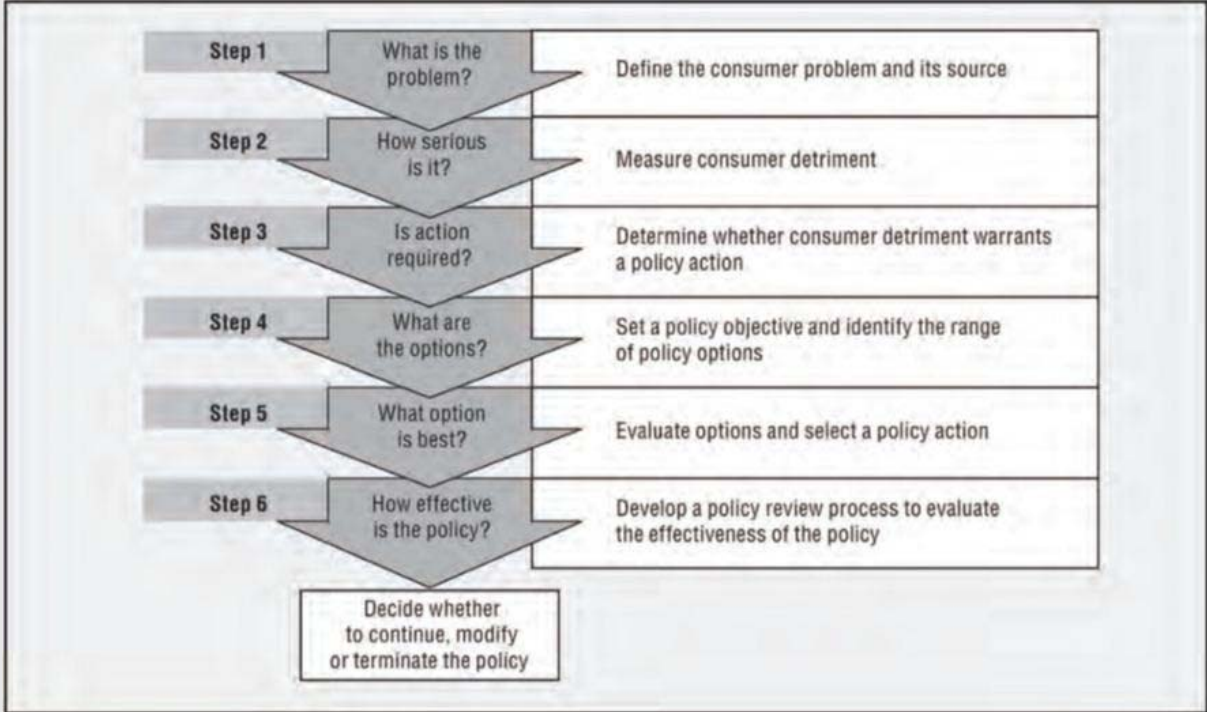 Step 1
What is the
problem?
Define the consumer problem and its source
Step 2
How serious
is it?
Measure consumer detriment
Step 3
Is action
required?
Determine whether consumer detriment warrants
a policy action
Step 4
What are
the options?
Set a policy objective and identify the range
of policy options
Step 5
What option
is best?
Evaluate options and select a policy action
Step 6
How effective
is the policy?
Develop a policy review process to evaluate
the effectiveness of the policy
Decide whether
to continue, modify
or terminate the policy